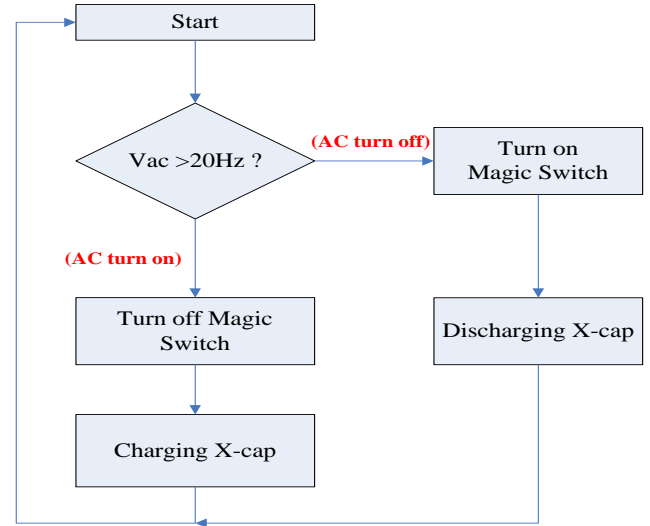 Start
Vac >20Hz ?
(AC turn off)
Turn on
Magic Switch
(AC turn on)
Turn off Magic
Switch
Discharging X-cap
Charging X-cap